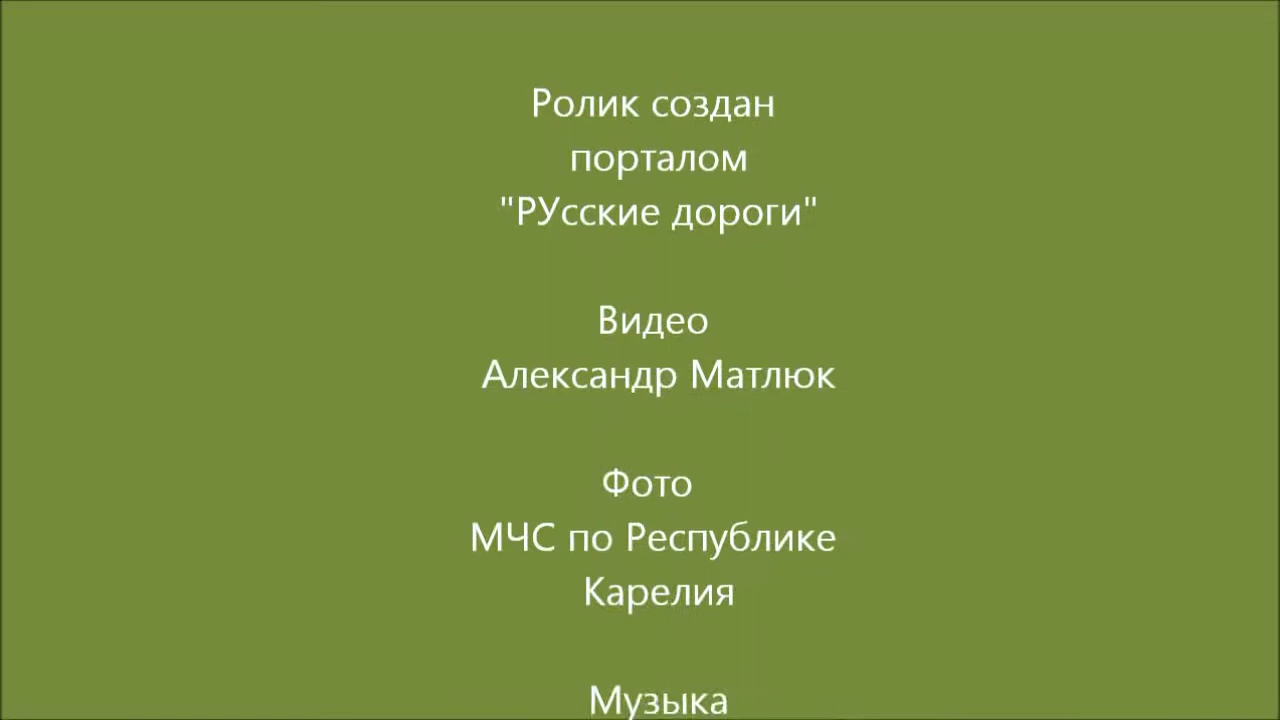 Ролик создан
порталом
"РУсские дороги"
Видео
Александр Матлюк
Фото
МЧС по Республике
Карелия
Музыка